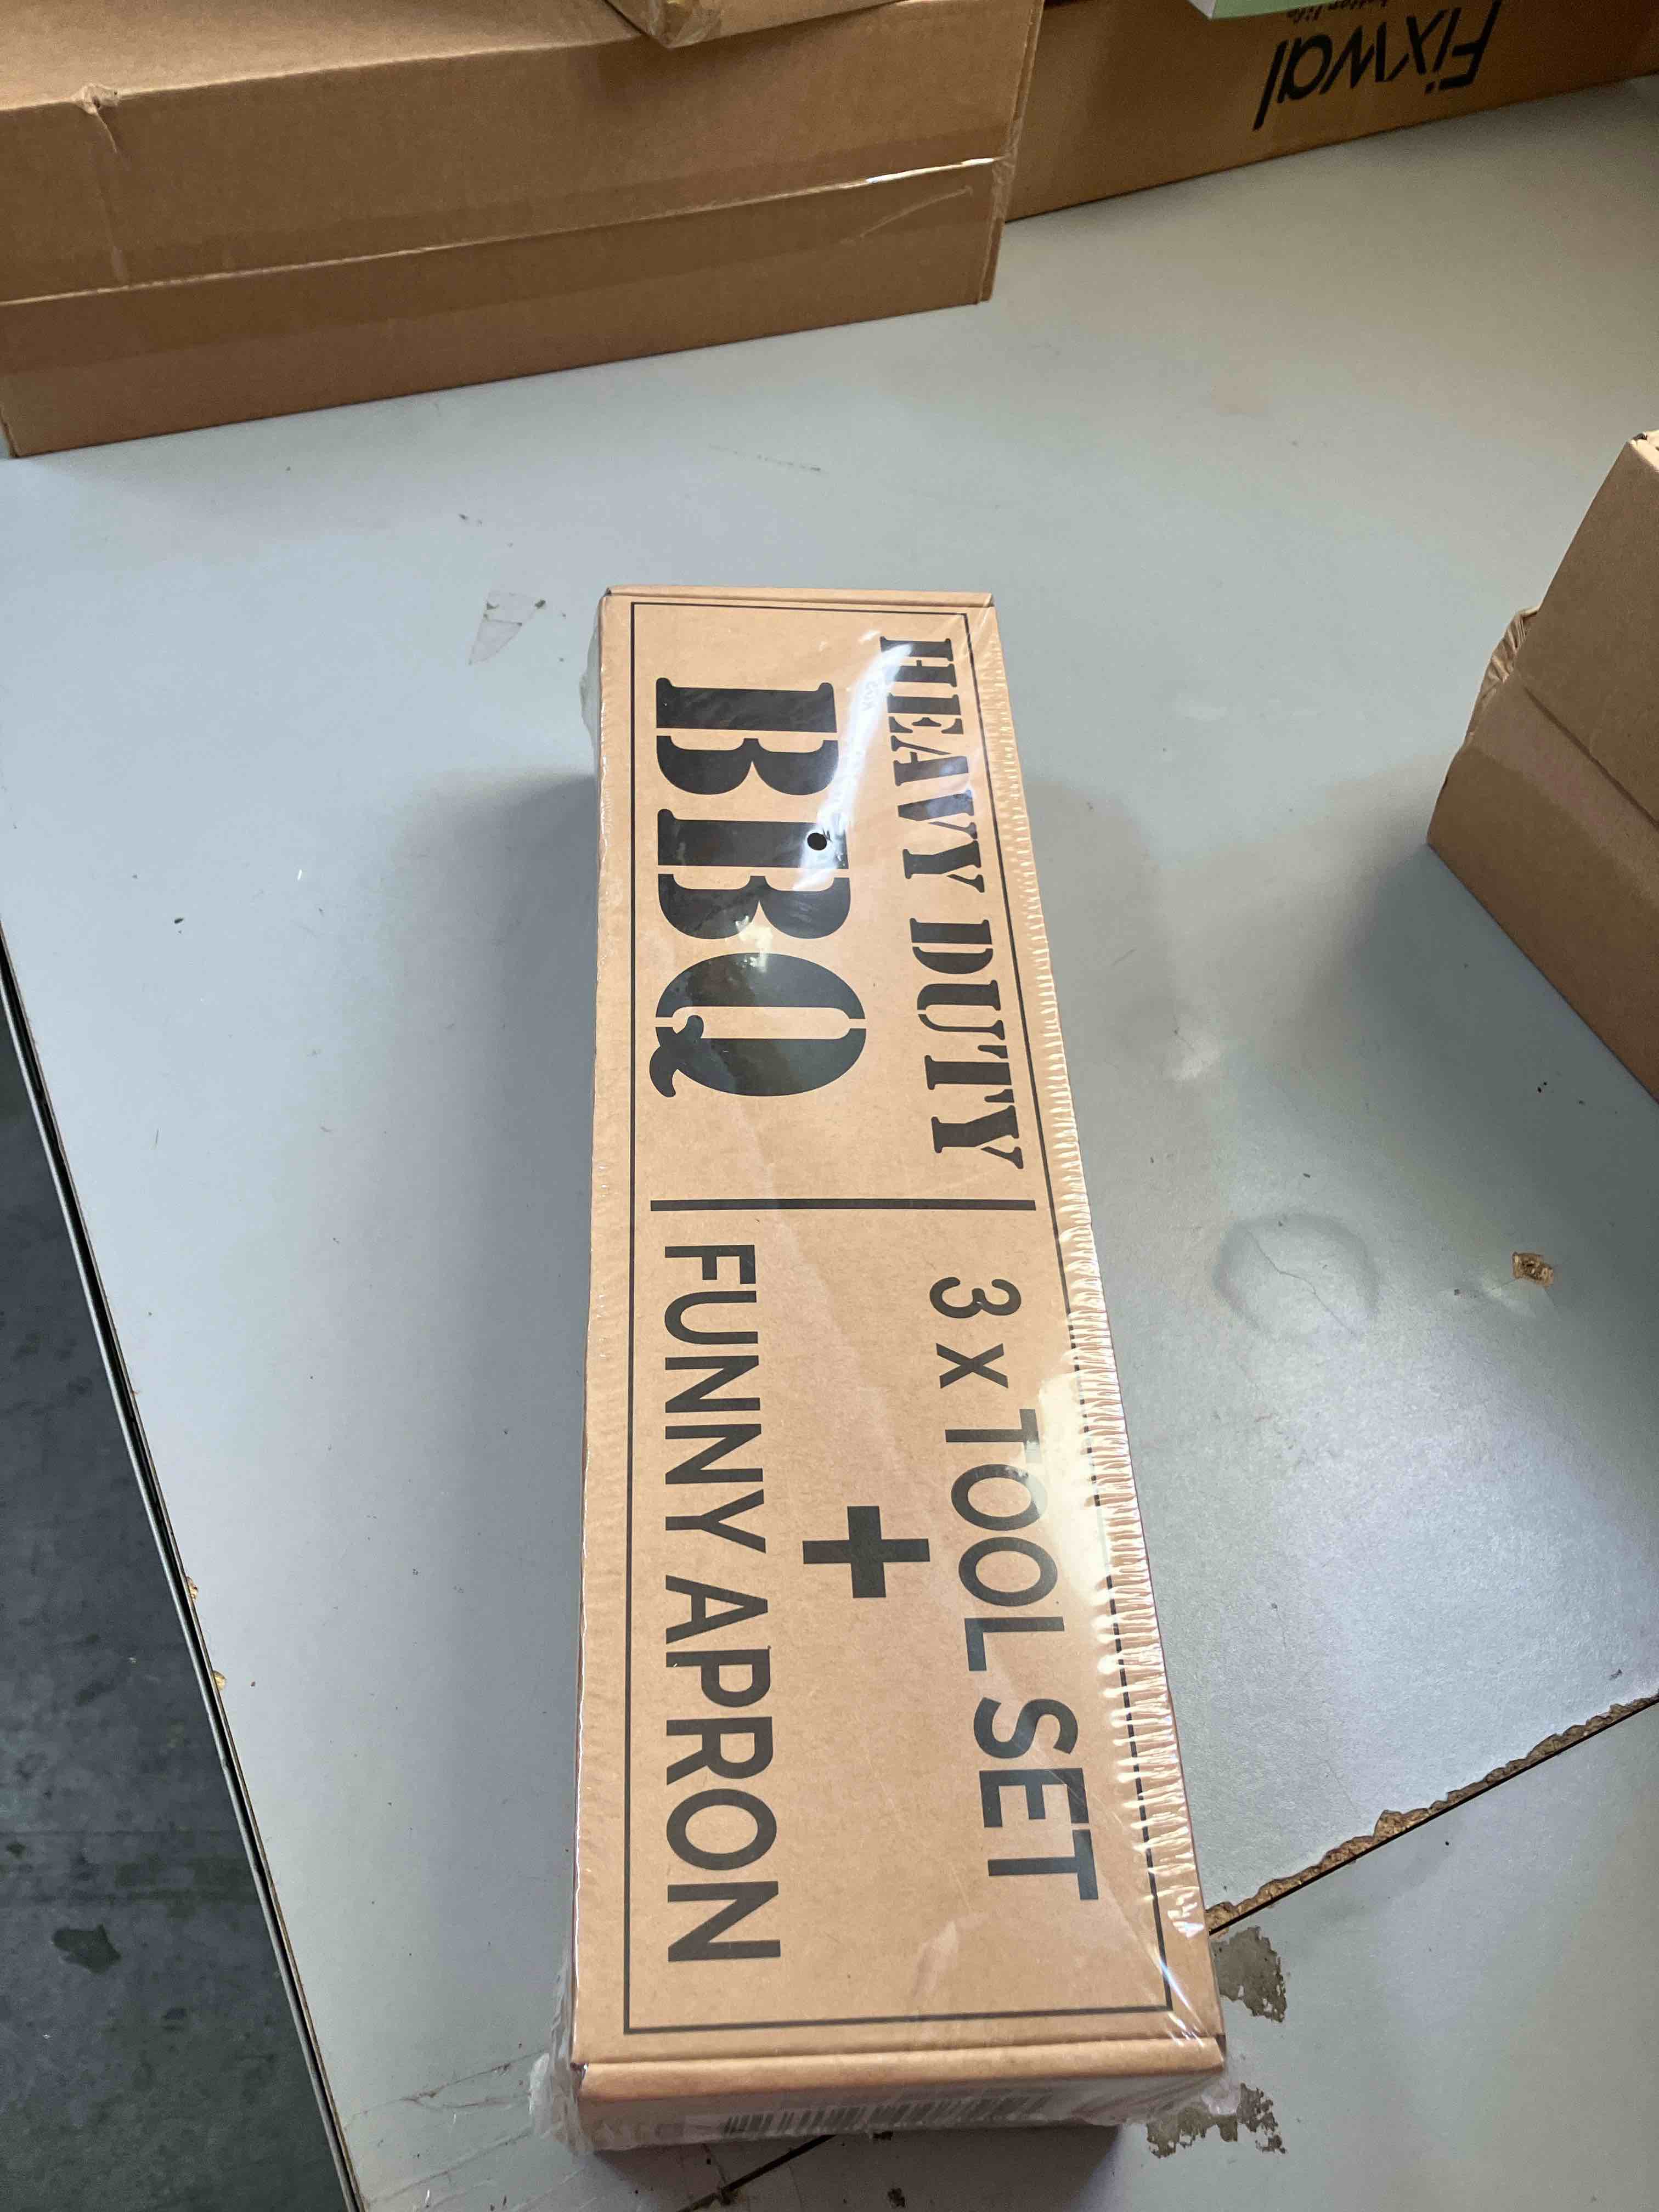 Fixwal
HEAVY DUTY
BBQ
3 x TOOL SET
+
FUNNY APRON